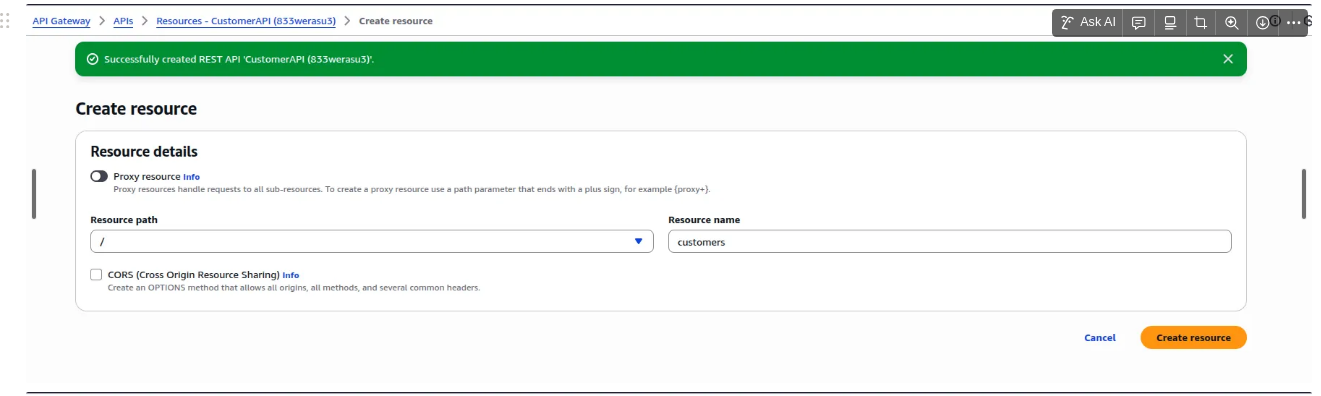 API Gateway > APIs > Resources - CustomerAPI (833werasu3) > Create resource
Ask AI
Successfully created REST API 'CustomerAPI (833werasu3)'.
Create resource
Resource details
Proxy resource Info
Proxy resources handle requests to all sub-resources. To create a proxy resource use a path parameter that ends with a plus sign, for example {proxy+}.
Resource path
Resource name
/
customers
CORS (Cross Origin Resource Sharing) Info
Create an OPTIONS method that allows all origins, all methods, and several common headers.
Cancel
Create resource